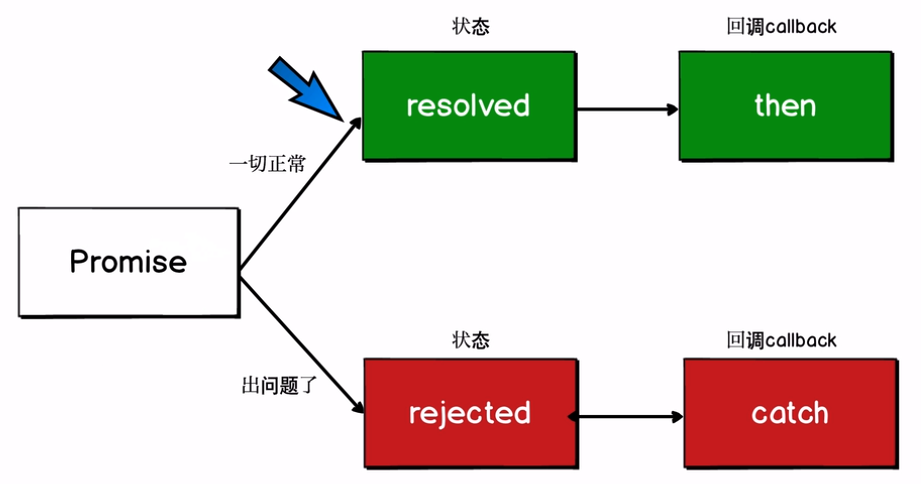 状态
回调callback
resolved
then
一切正常
Promise
状态
回调callback
出问题了
rejected
catch